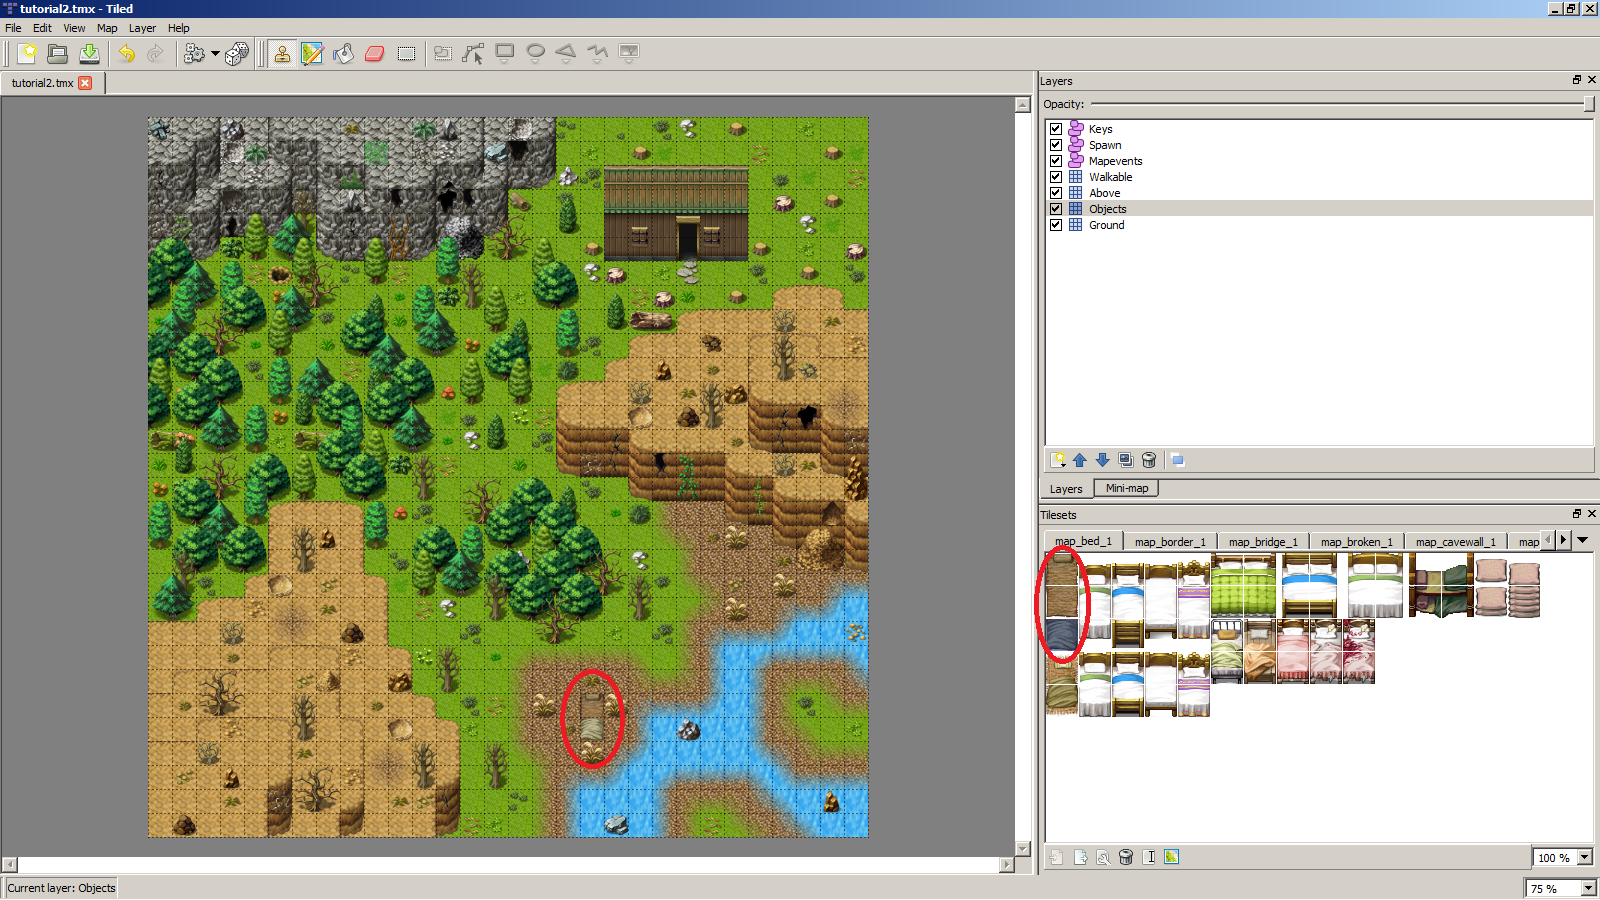 tutorial2.tmx - Tiled
File Edit View Map Layer Help
tutorial2.tmx
Layers
Opacity:
Keys
Spawn
Mapevents
Walkable
Above
Objects
Ground
Layers Mini-map
Tilesets
map_bed_1 map_border_1 map_bridge_1 map_broken_1 map_cavewall_1 map
100 %
Current layer: Objects
75 %